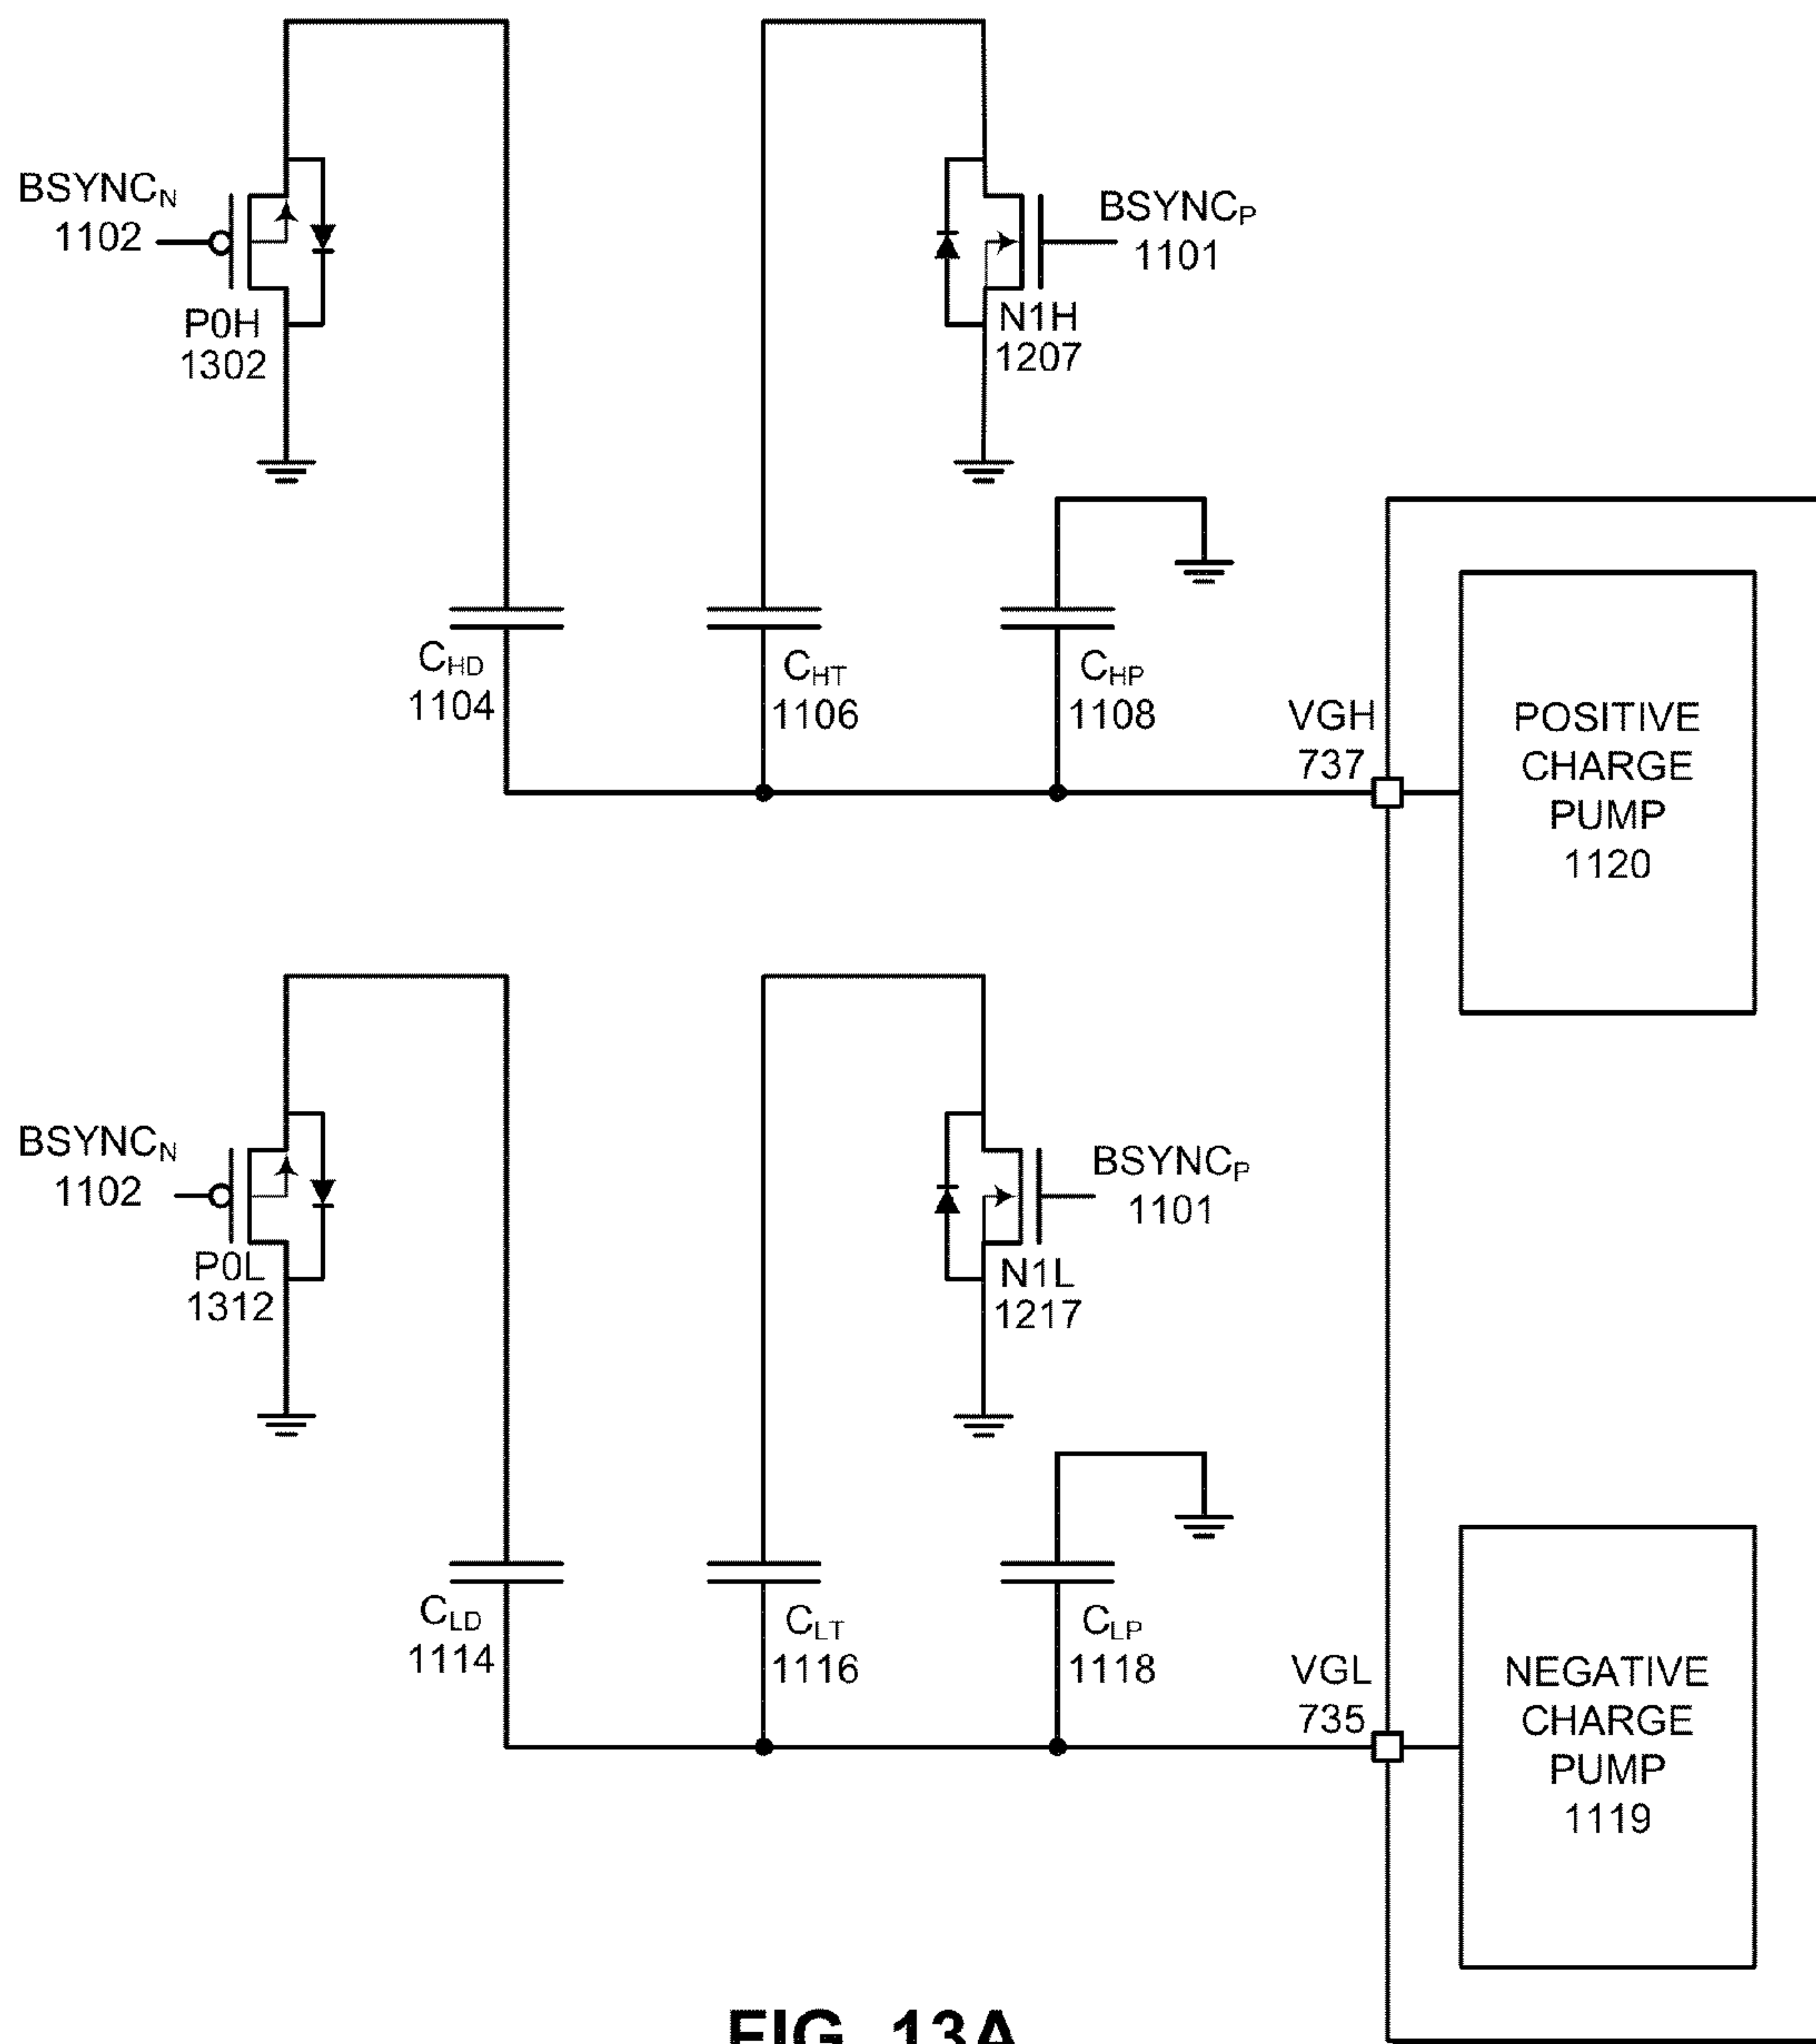 BSYNCN
1102
P0H
1302
BSYNCP
1101
N1H
1207
CHD
1104
CHT
1106
CHP
1108
VGH
737
POSITIVE
CHARGE
PUMP
1120
BSYNCN
1102
P0L
1312
BSYNCP
1101
N1L
1217
CLD
1114
CLT
1116
CLP
1118
VGL
735
NEGATIVE
CHARGE
PUMP
1119
FIG. 13A